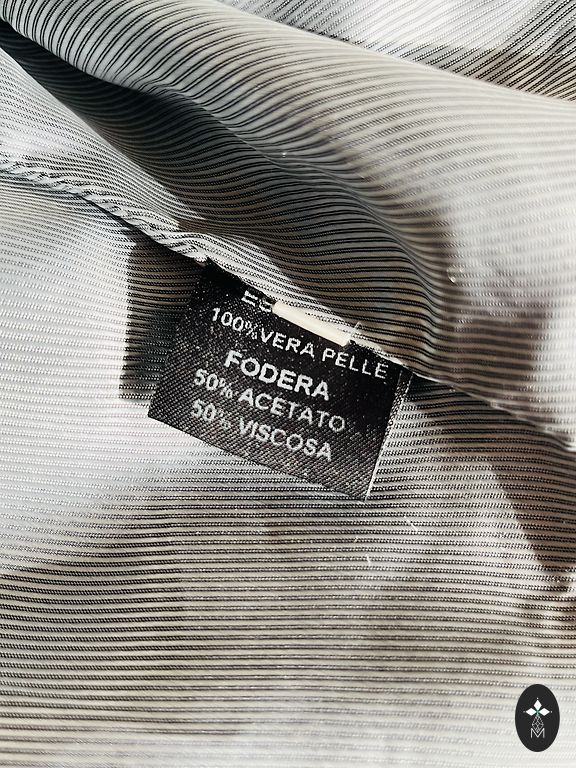 100% VERA PELLE
FODERA
50% ACETATO
50% VISCOSA
M